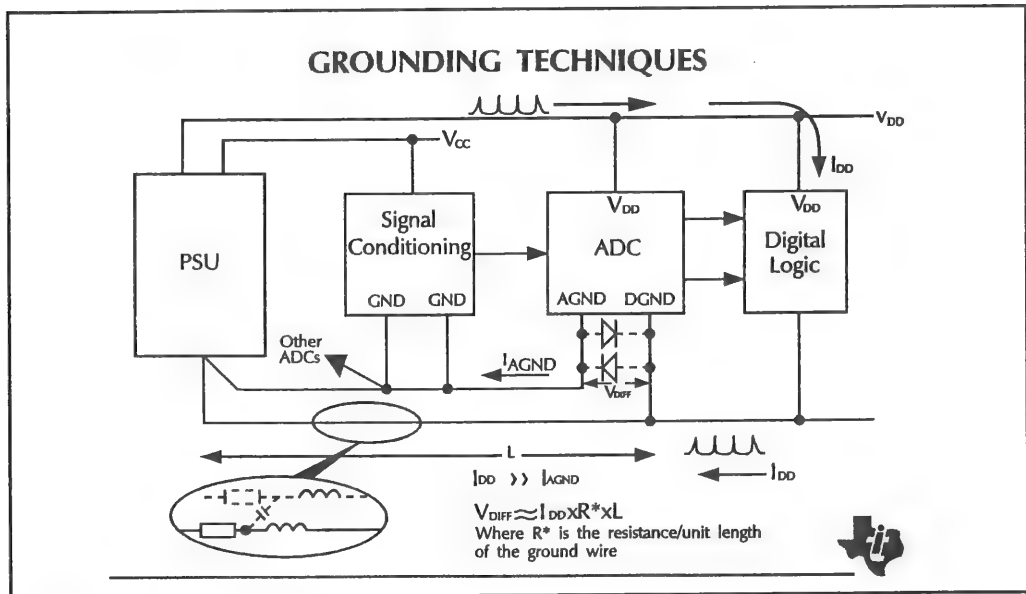 GROUNDING TECHNIQUES
VDD
VCC
IDD
PSU
Signal
Conditioning
GND GND
VDD
ADC
AGND DGND
VDD
Digital
Logic
Other
ADCs
IAGND
VDIFF
L
IDD
IDD >> IAGND
VDIFF≈IDDxR*xL
Where R* is the resistance/unit length
of the ground wire
i